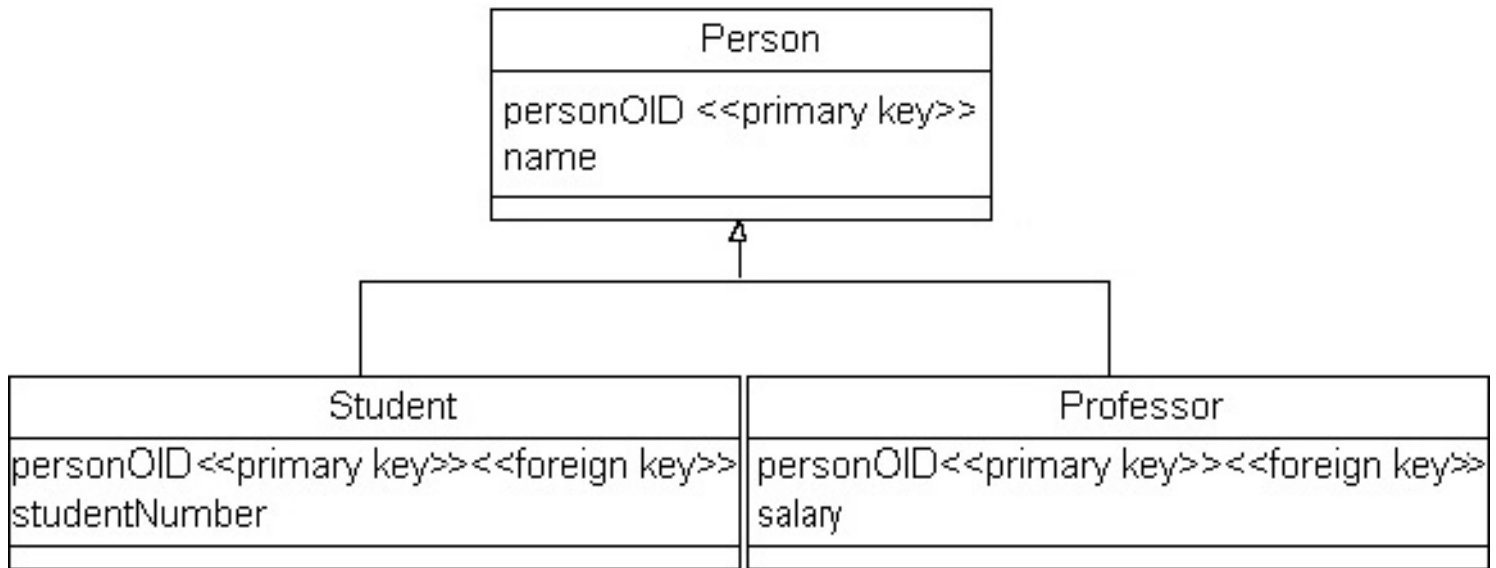 Person
personOID <<primary key>>
name
Student
personOID<<primary key>><<foreign key>>
studentNumber
Professor
personOID<<primary key>><<foreign key>>
salary